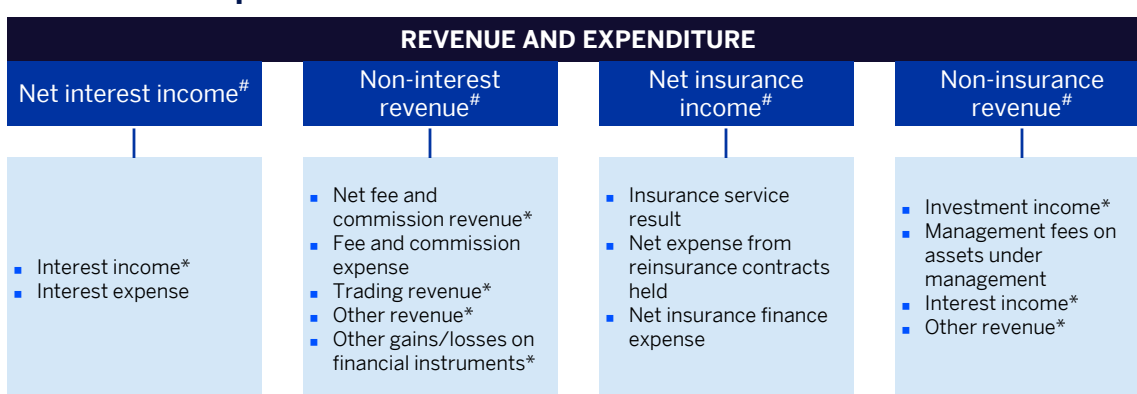 REVENUE AND EXPENDITURE
Net interest income#
Non-interest
revenue#
Net insurance
income#
Non-insurance
revenue#
▪ Interest income*
▪ Interest expense
▪ Net fee and
commission revenue*
▪ Fee and commission
expense
▪ Trading revenue*
▪ Other revenue*
▪ Other gains/losses on
financial instruments*
▪ Insurance service
result
▪ Net expense from
reinsurance contracts
held
▪ Net insurance finance
expense
▪ Investment income*
▪ Management fees on
assets under
management
▪ Interest income*
▪ Other revenue*